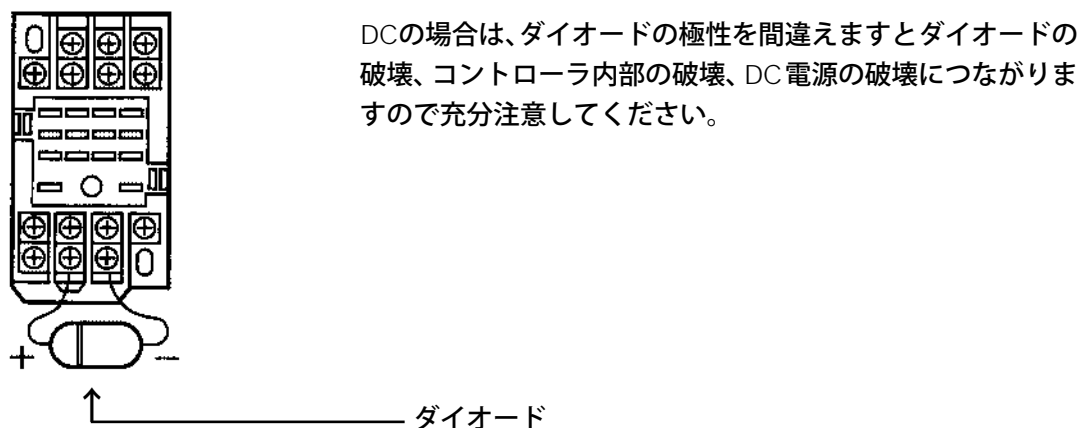 DCの場合は、ダイオードの極性を間違えますとダイオードの
破壊、コントローラ内部の破壊、DC電源の破壊につながりま
すので充分注意してください。
+ −
ダイオード